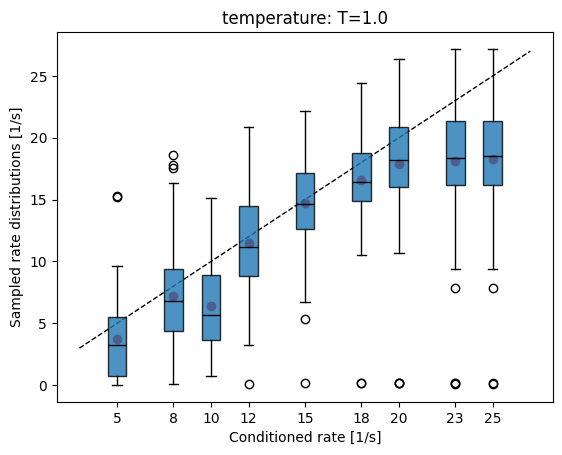 temperature: T=1.0
Sampled rate distributions [1/s]
25
20
15
10
5
0
5 8 10 12 15 18 20 23 25
Conditioned rate [1/s]